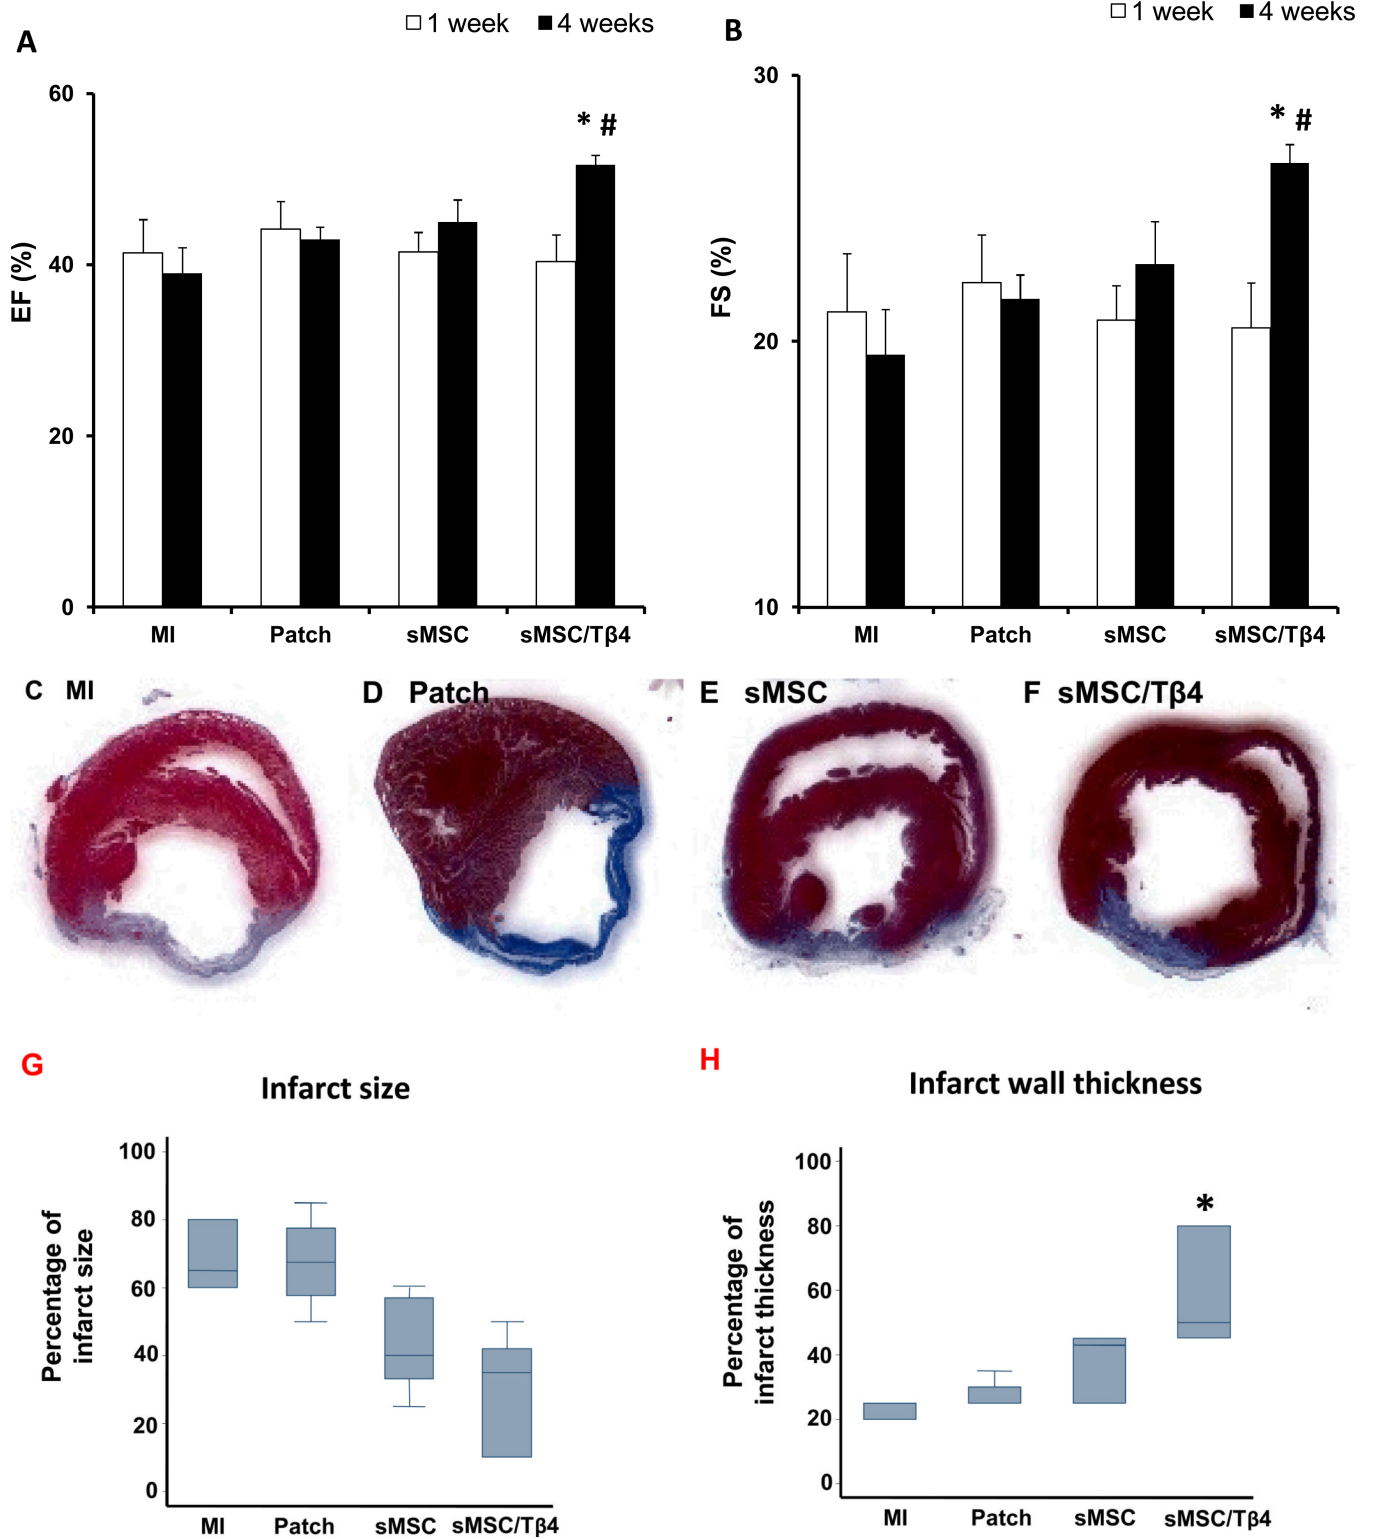 A
1 week 4 weeks
60
40
20
0
EF (%)
* #
MI Patch sMSC sMSC/Tβ4
B
1 week 4 weeks
30
20
10
FS (%)
* #
MI Patch sMSC sMSC/Tβ4
C MI
D Patch
E sMSC
F sMSC/Tβ4
G
Infarct size
Percentage of
infarct size
100
80
60
40
20
0
MI Patch sMSC sMSC/Tβ4
H
Infarct wall thickness
Percentage of
infarct thickness
100
80
60
40
20
0
*
MI Patch sMSC sMSC/Tβ4